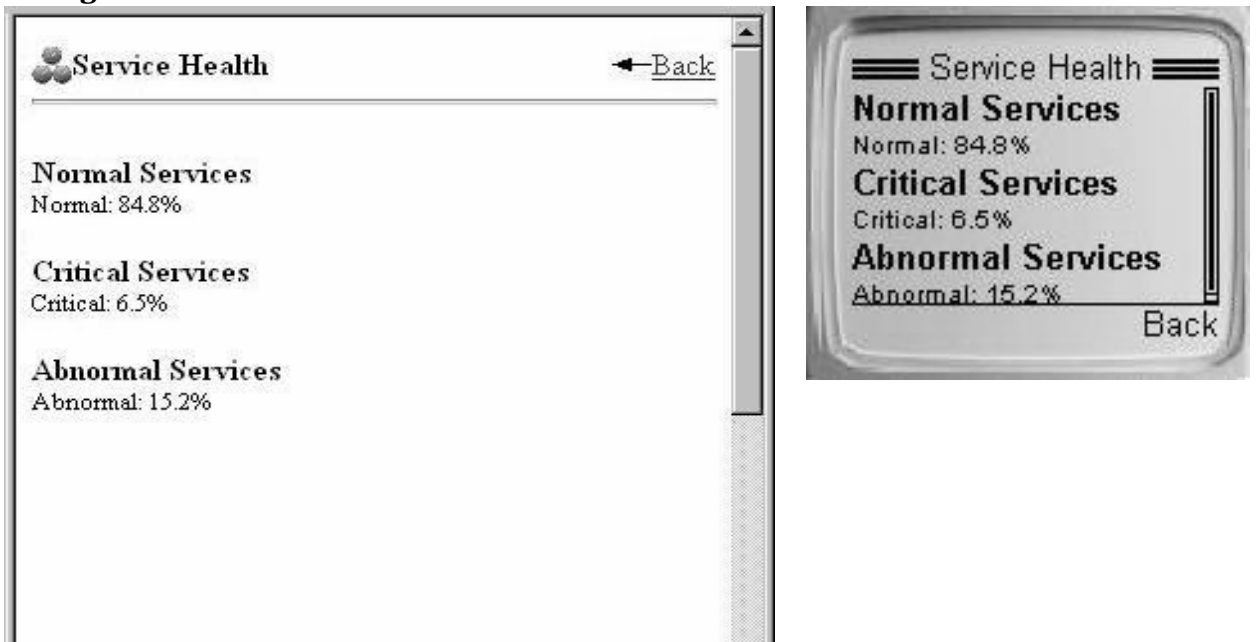 Service Health
Back
Normal Services
Normal: 84.8%
Critical Services
Critical: 6.5%
Abnormal Services
Abnormal: 15.2%
Service Health
Normal Services
Normal: 84.8%
Critical Services
Critical: 6.5%
Abnormal Services
Abnormal: 15.2%
Back